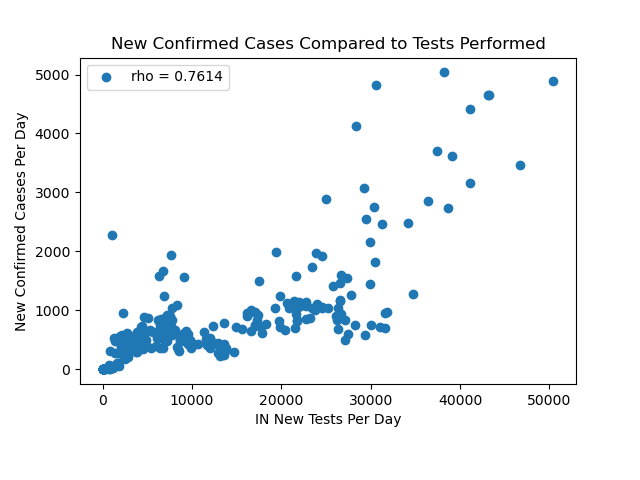 New Confirmed Cases Compared to Tests Performed
rho = 0.7614
New Confirmed Caeses Per Day
5000
4000
3000
2000
1000
0
0 10000 20000 30000 40000 50000
IN New Tests Per Day